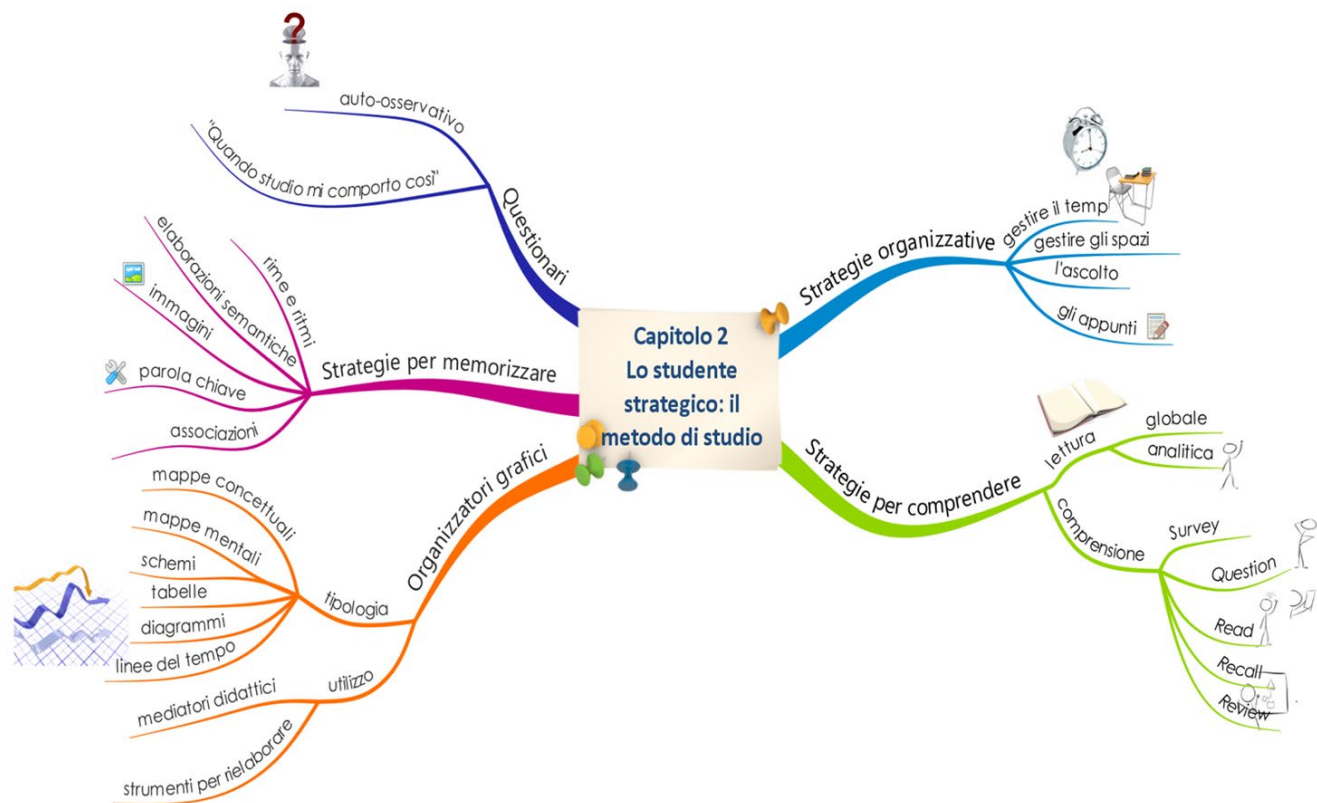 ?
auto-osservativo
"Quando studio mi comporto così"
Questionari
rime e ritmi
elaborazioni semantiche
immagini
parola chiave
associazioni
Strategie per memorizzare
mappe concettuali
mappe mentali
schemi
tabelle
diagrammi
linee del tempo
tipologia
mediatori didattici
strumenti per rielaborare
utilizzo
Organizzatori grafici
Capitolo 2
Lo studente
strategico: il
metodo di studio
Strategie organizzative
gestire il temp
gestire gli spazi
l'ascolto
gli appunti
Strategie per comprendere
lettura
globale
analitica
comprensione
Survey
Question
Read
Recall
Review